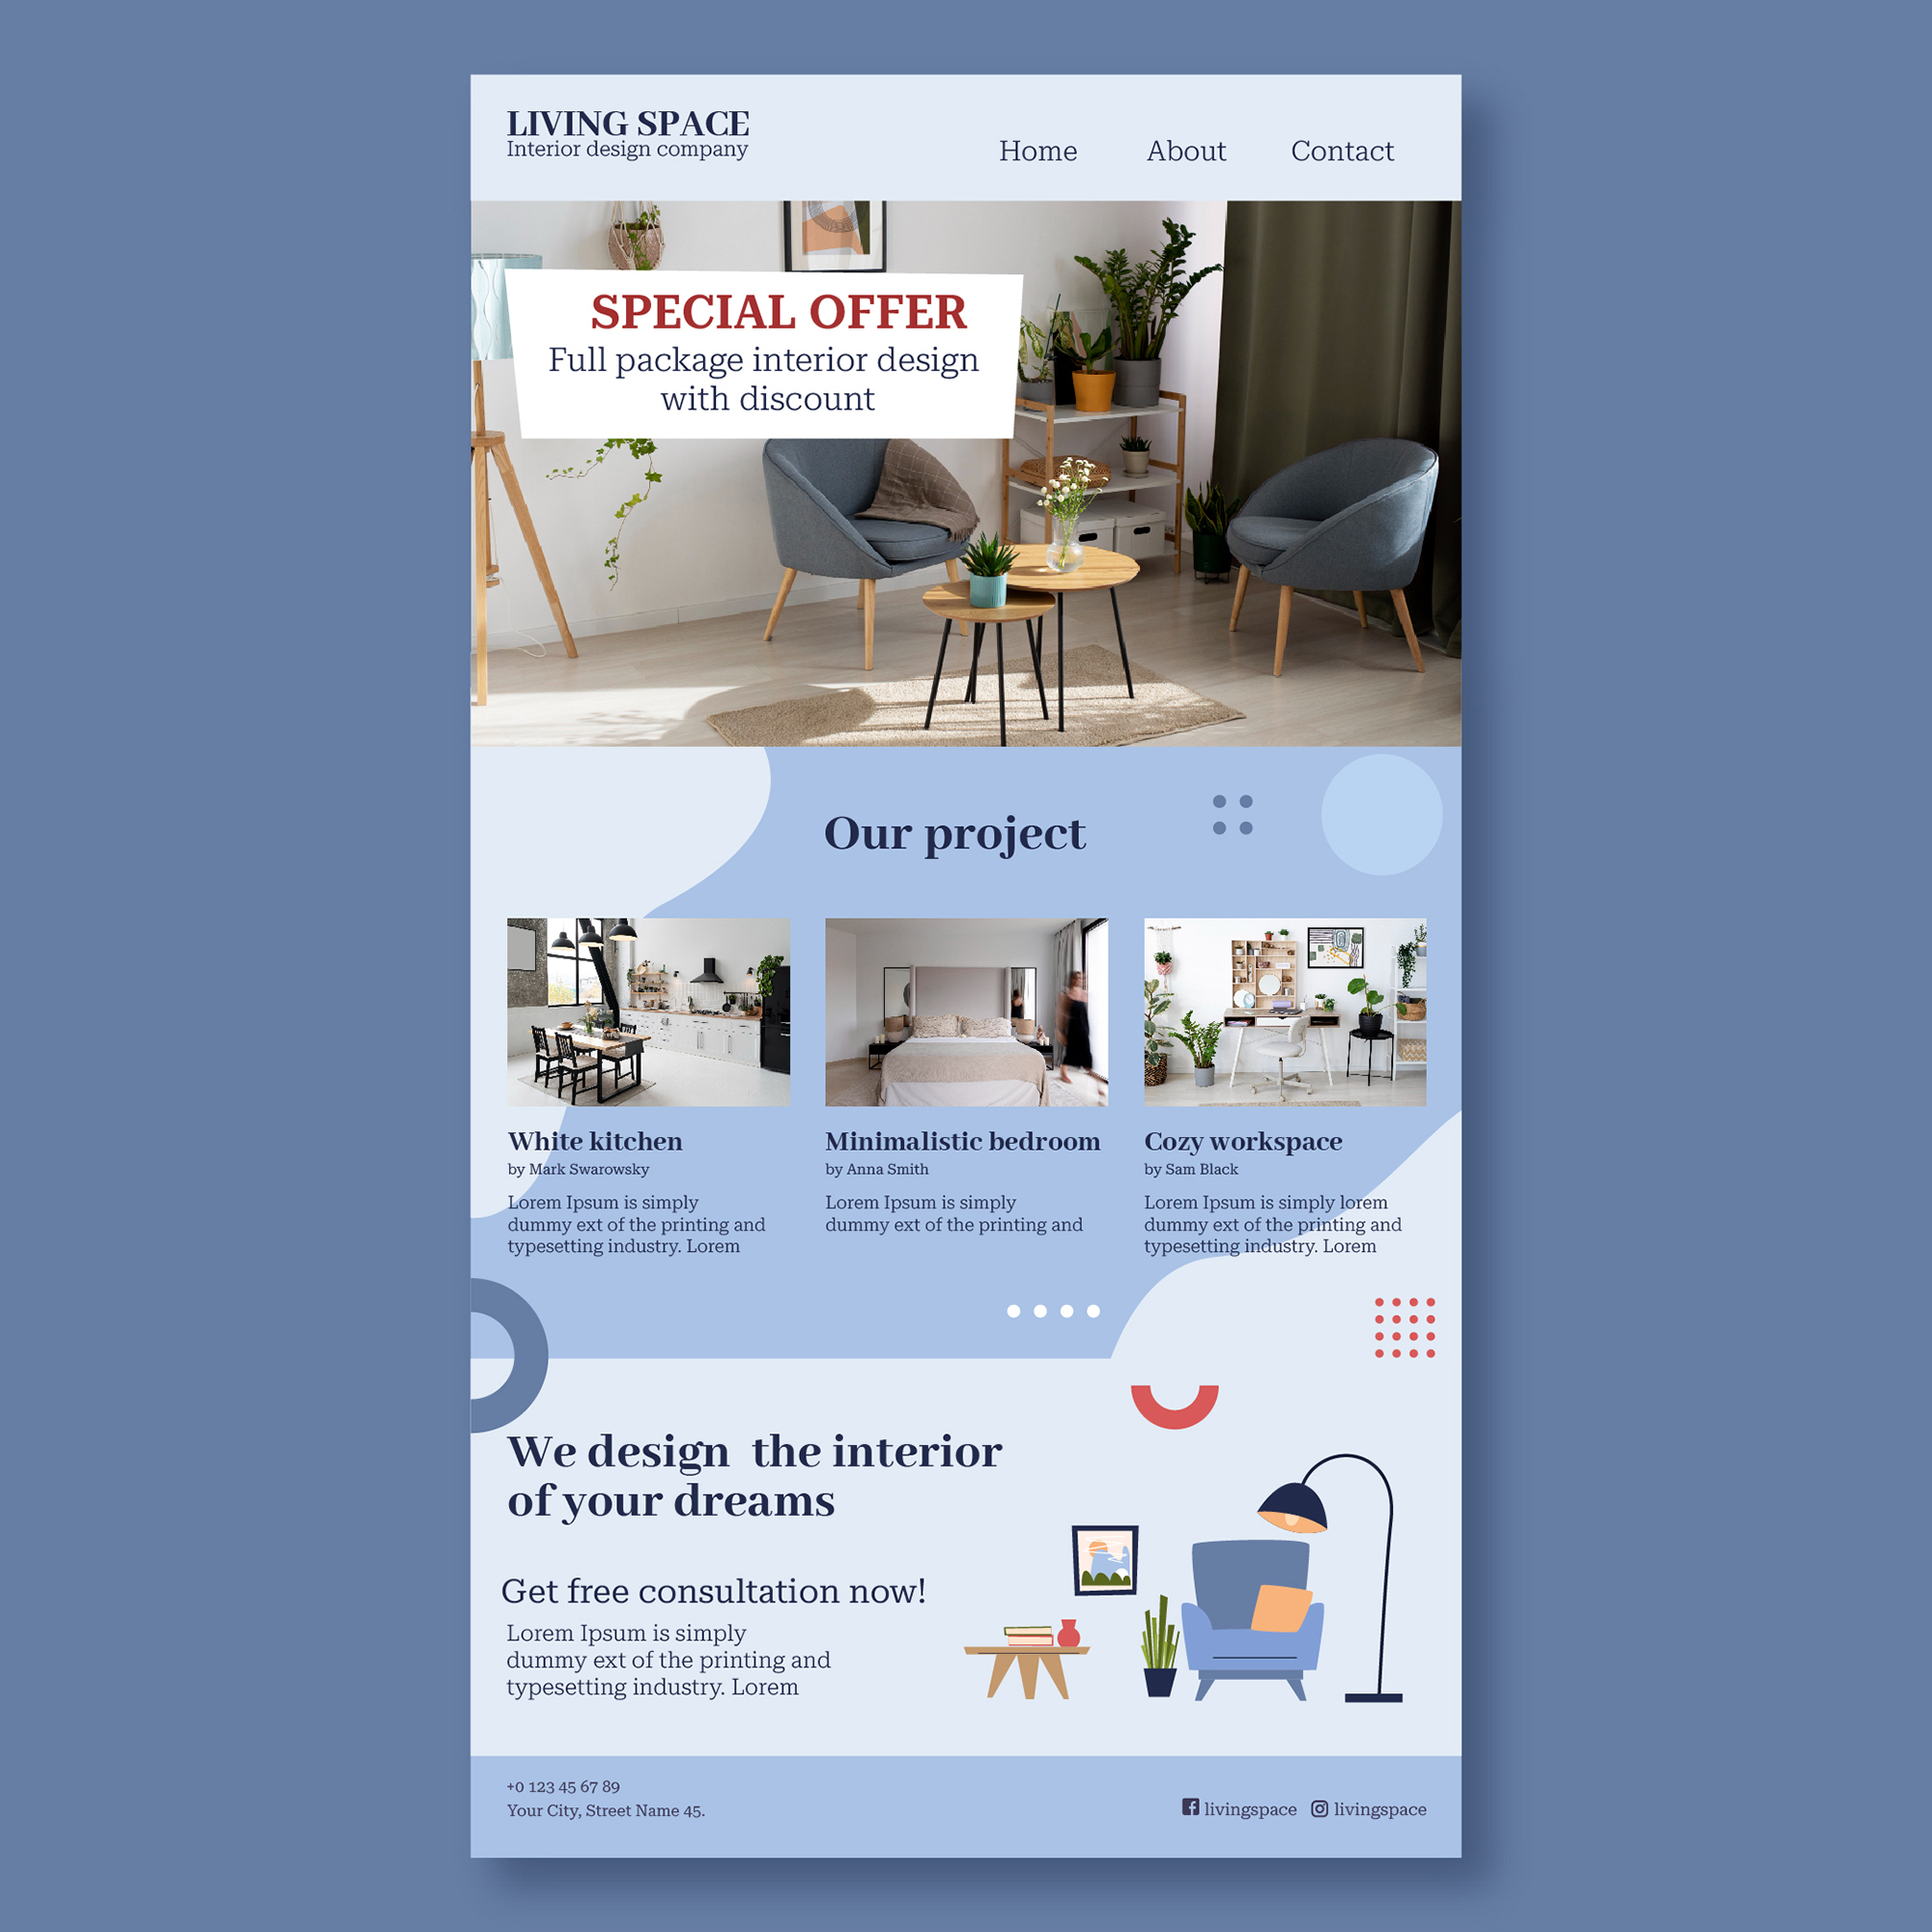 LIVING SPACE
Interior design company
Home About Contact
SPECIAL OFFER
Full package interior design
with discount
Our project
White kitchen
by Mark Swarowsky
Lorem Ipsum is simply
dummy ext of the printing and
typesetting industry. Lorem
Minimalistic bedroom
by Anna Smith
Lorem Ipsum is simply
dummy ext of the printing and
Cozy workspace
by Sam Black
Lorem Ipsum is simply lorem
dummy ext of the printing and
typesetting industry. Lorem
We design the interior
of your dreams
Get free consultation now!
Lorem Ipsum is simply
dummy ext of the printing and
typesetting industry. Lorem
+0 123 45 67 89
Your City, Street Name 45.
livingspace livingspace